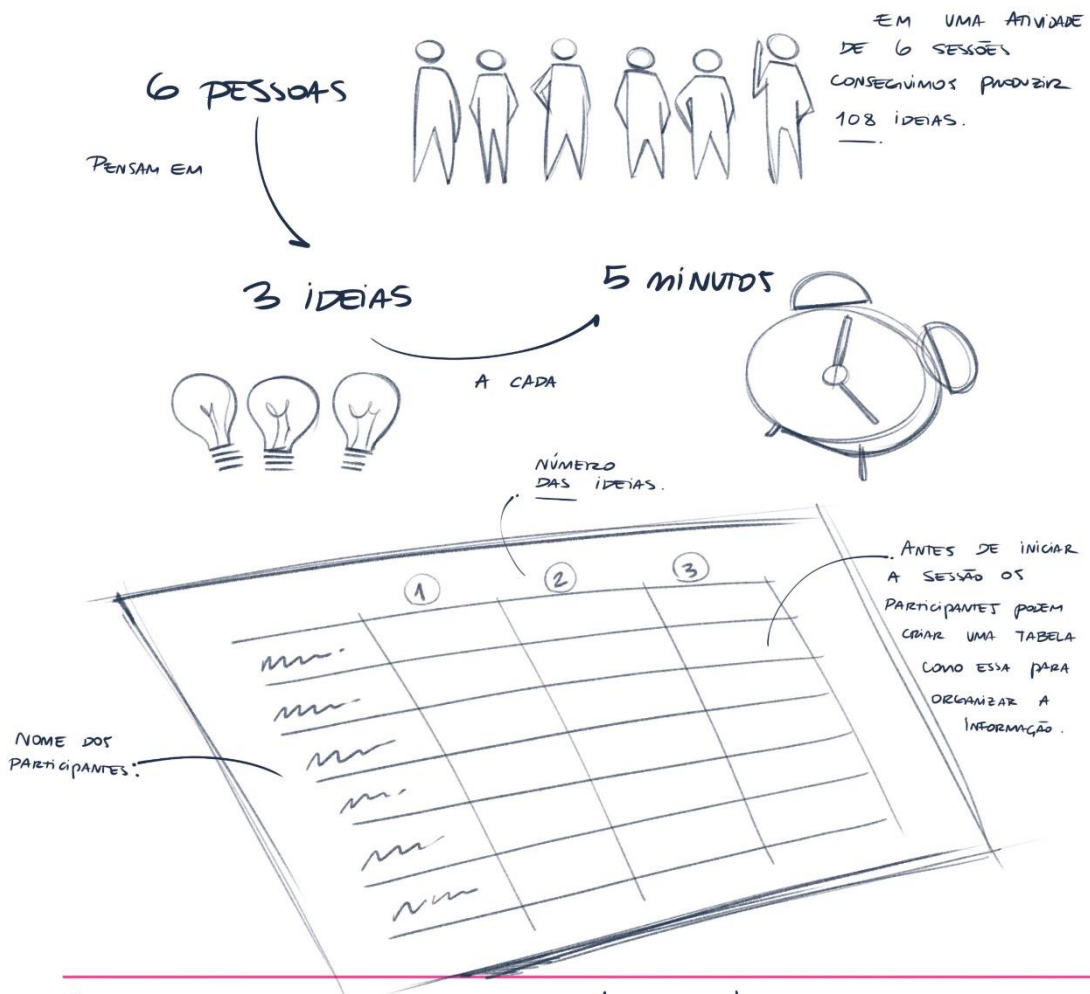 6 PESSOAS
EM UMA ATIVIDADE
DE 6 SESSÕES
CONSEGUIMOS PRODUZIR
108 IDEIAS.
PENSAM EM
3 IDEIAS
5 MINUTOS
A CADA
NÚMERO
DAS IDEIAS.
1 2 3
ANTES DE INICIAR
A SESSÃO OS
PARTICIPANTES PODEM
CRIAR UMA TABELA
COMO ESSA PARA
ORGANIZAR A
INFORMAÇÃO.
NOME DOS
PARTICIPANTES.